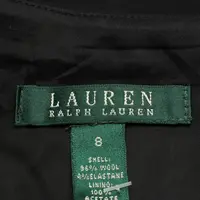 LAUREN
RALPH LAUREN
8
SHELL:
96% WOOL
4% ELASTANE
LINING:
100%
ACETATE